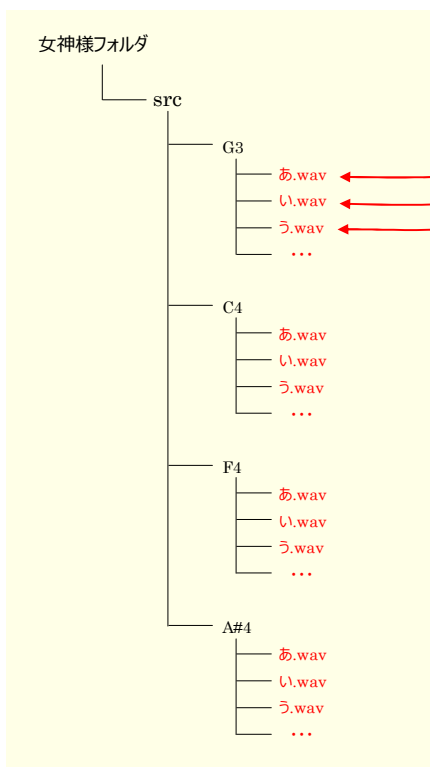 女神様フォルダ
src
G3
あ.wav
い.wav
う.wav
・・・
C4
あ.wav
い.wav
う.wav
・・・
F4
あ.wav
い.wav
う.wav
・・・
A#4
あ.wav
い.wav
う.wav
・・・